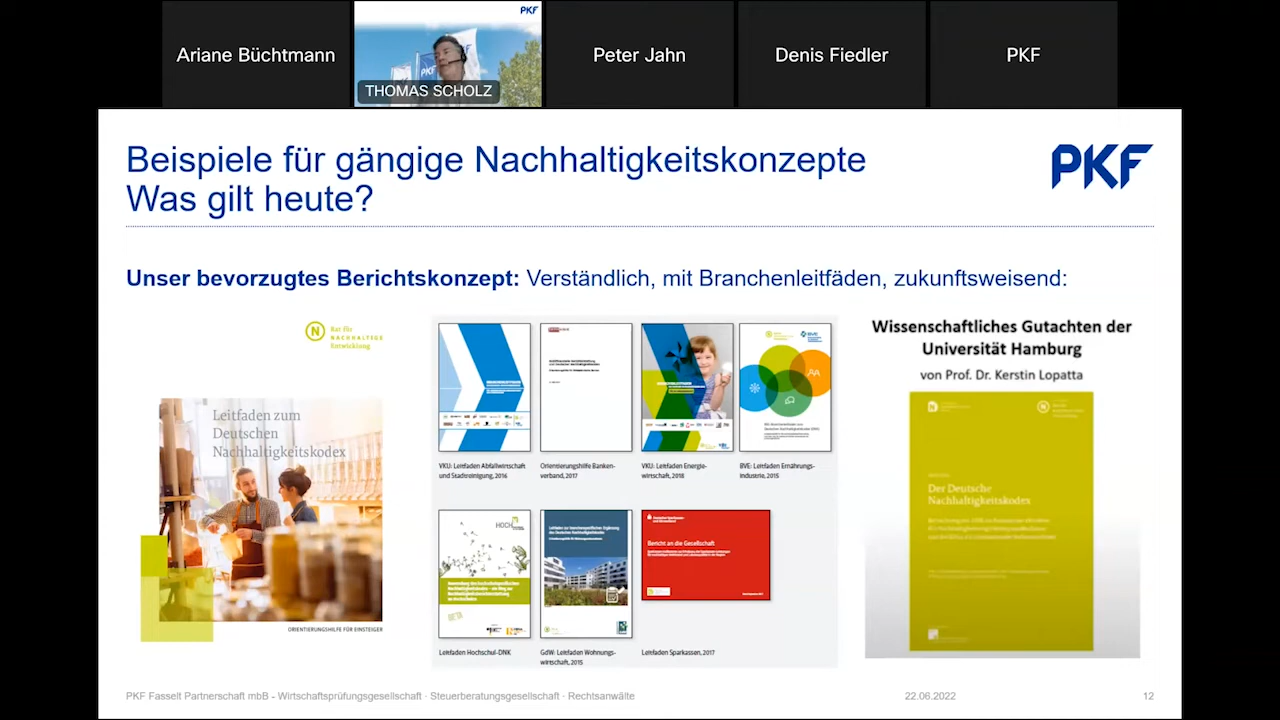 Ariane Büchtmann
PKF
THOMAS SCHOLZ
Peter Jahn
Denis Fiedler
PKF
Beispiele für gängige Nachhaltigkeitskonzepte
Was gilt heute?
PKF
Unser bevorzugtes Berichtskonzept: Verständlich, mit Branchenleitfäden, zukunftsweisend:
N
Rat für
NACHHALTIGE
Entwicklung
Leitfaden zum
Deutschen
Nachhaltigkeitskodex
ORIENTIERUNGSHILFE FÜR EINSTEIGER
VKU: Leitfaden Abfallwirtschaft
und Stadtreinigung, 2016
Orientierungshilfe Banken-
verband, 2017
VKU: Leitfaden Energie-
wirtschaft, 2018
BVE: Leitfaden Ernährungs-
industrie, 2015
HOCH
BETA
Leitfaden Hochschul-DNK
GdW: Leitfaden Wohnungs-
wirtschaft, 2015
Bericht an die Gesellschaft
Leitfaden Sparkassen, 2017
Wissenschaftliches Gutachten der
Universität Hamburg
von Prof. Dr. Kerstin Lopatta
Der Deutsche
Nachhaltigkeitskodex
PKF Fasselt Partnerschaft mbB - Wirtschaftsprüfungsgesellschaft · Steuerberatungsgesellschaft · Rechtsanwälte
22.06.2022
12